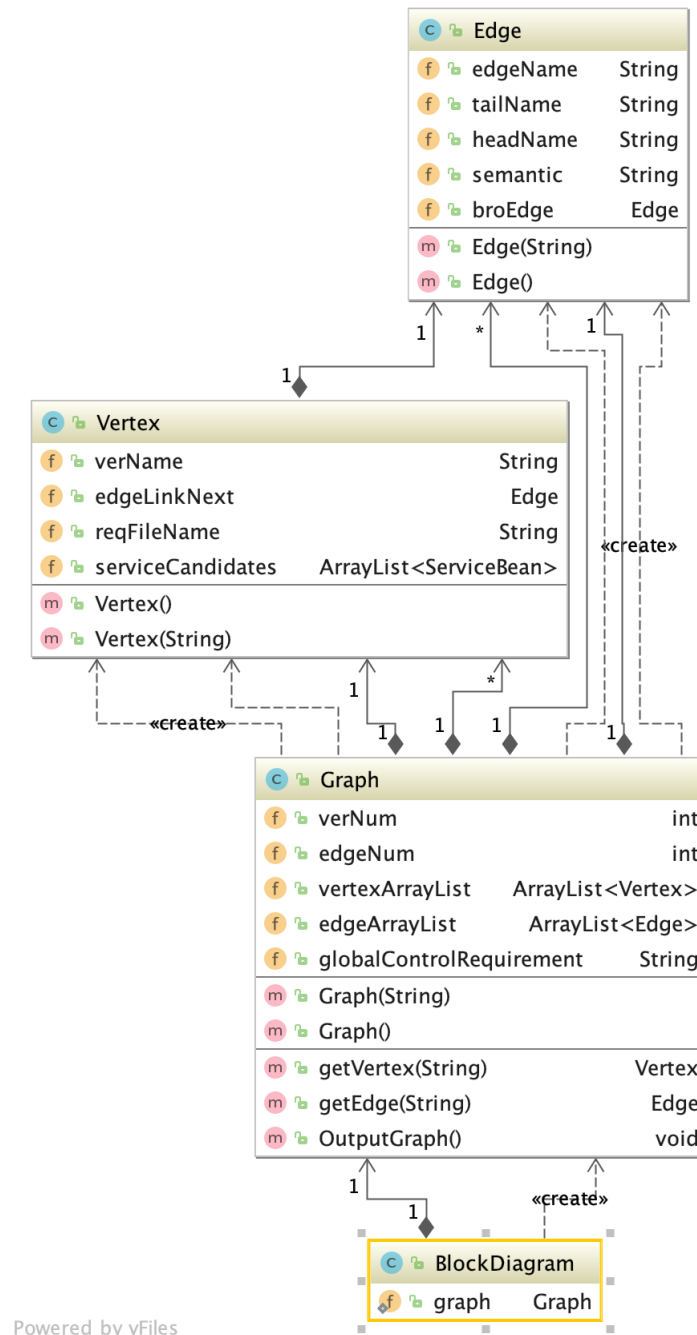 C Edge
f edgeName String
f tailName String
f headName String
f semantic String
f broEdge Edge
m Edge(String)
m Edge()
1 * 1
1
C Vertex
f verName String
f edgeLinkNext Edge
f reqFileName String
f serviceCandidates ArrayList<ServiceBean>
«create»
m Vertex()
m Vertex(String)
1 *
«create» 1 1 1 1
C Graph
f verNum int
f edgeNum int
f vertexArrayList ArrayList<Vertex>
f edgeArrayList ArrayList<Edge>
f globalControlRequirement String
m Graph(String)
m Graph()
m getVertex(String) Vertex
m getEdge(String) Edge
m OutputGraph() void
1
1 «create»
C BlockDiagram
f graph Graph
Powered by yFiles